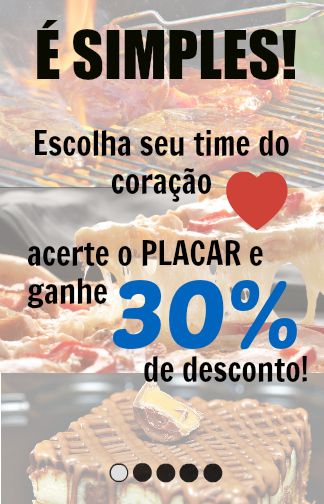 É SIMPLES!
Escolha seu time do
coração
acerte o PLACAR e
ganhe 30%
de desconto!